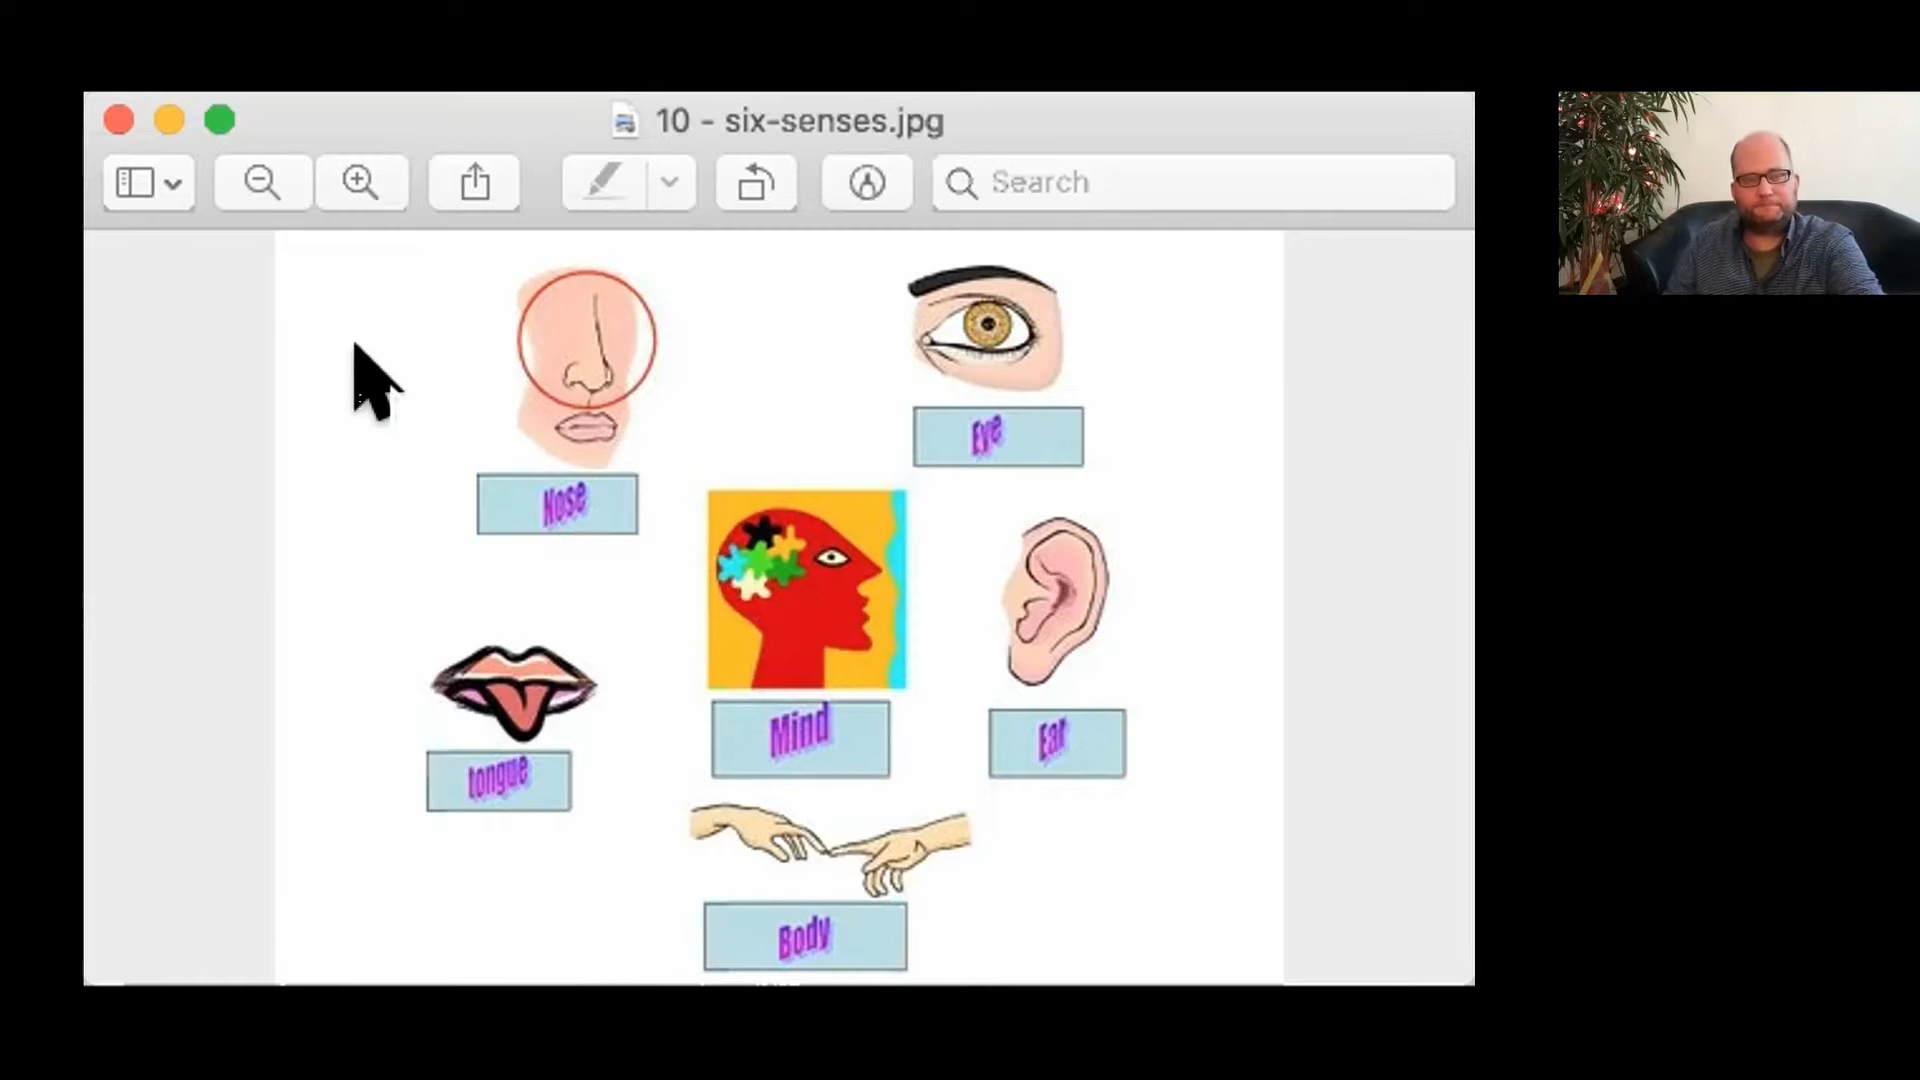 10 - six-senses.jpg
Search
Eye
Nose
Mind
Ear
tongue
Body